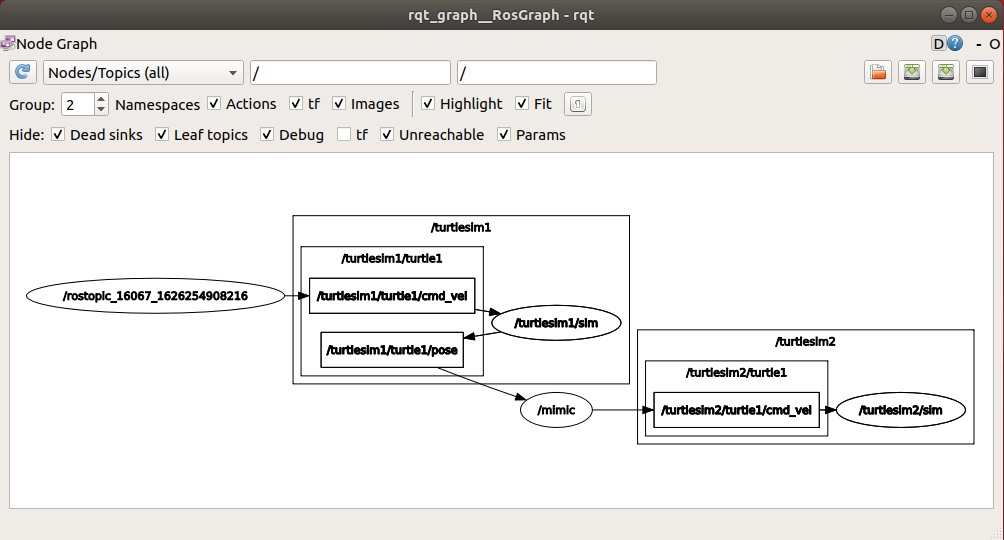 rqt_graph__RosGraph - rqt
Node Graph D ? - O
Nodes/Topics (all) / /
Group: 2 Namespaces Actions tf Images Highlight Fit
Hide: Dead sinks Leaf topics Debug tf Unreachable Params
/turtlesim1
/turtlesim1/turtle1
/rostopic_16067_1626254908216
/turtlesim1/turtle1/cmd_vel
/turtlesim1/sim
/turtlesim1/turtle1/pose
/turtlesim2
/turtlesim2/turtle1
/mimic
/turtlesim2/turtle1/cmd_vel
/turtlesim2/sim